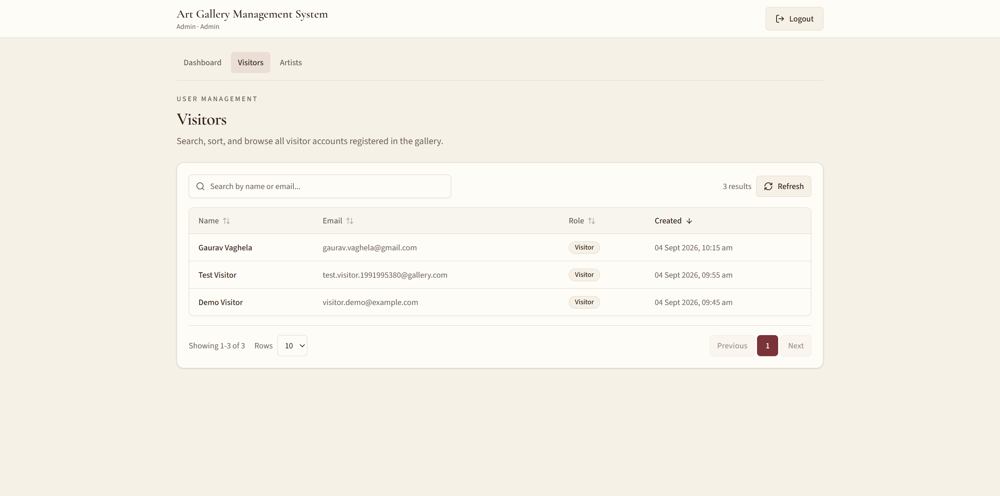 Art Gallery Management System
Admin · Admin
Logout
Dashboard Visitors Artists
USER MANAGEMENT
Visitors
Search, sort, and browse all visitor accounts registered in the gallery.
Search by name or email...
3 results Refresh
Name Email Role Created
Gaurav Vaghela gaurav.vaghela@gmail.com Visitor 04 Sept 2026, 10:15 am
Test Visitor test.visitor.1991995380@gallery.com Visitor 04 Sept 2026, 09:55 am
Demo Visitor visitor.demo@example.com Visitor 04 Sept 2026, 09:45 am
Showing 1-3 of 3 Rows 10 Previous 1 Next